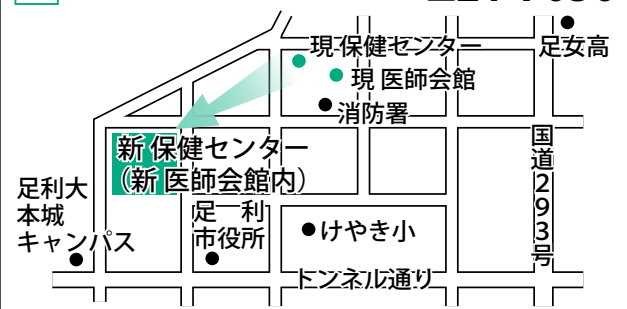 現 保健センター
足女高
現 医師会館
消防署
新 保健センター
(新 医師会館内)
国道293号
足利大
本城
キャンパス
足 利
市役所
けやき小
トンネル通り